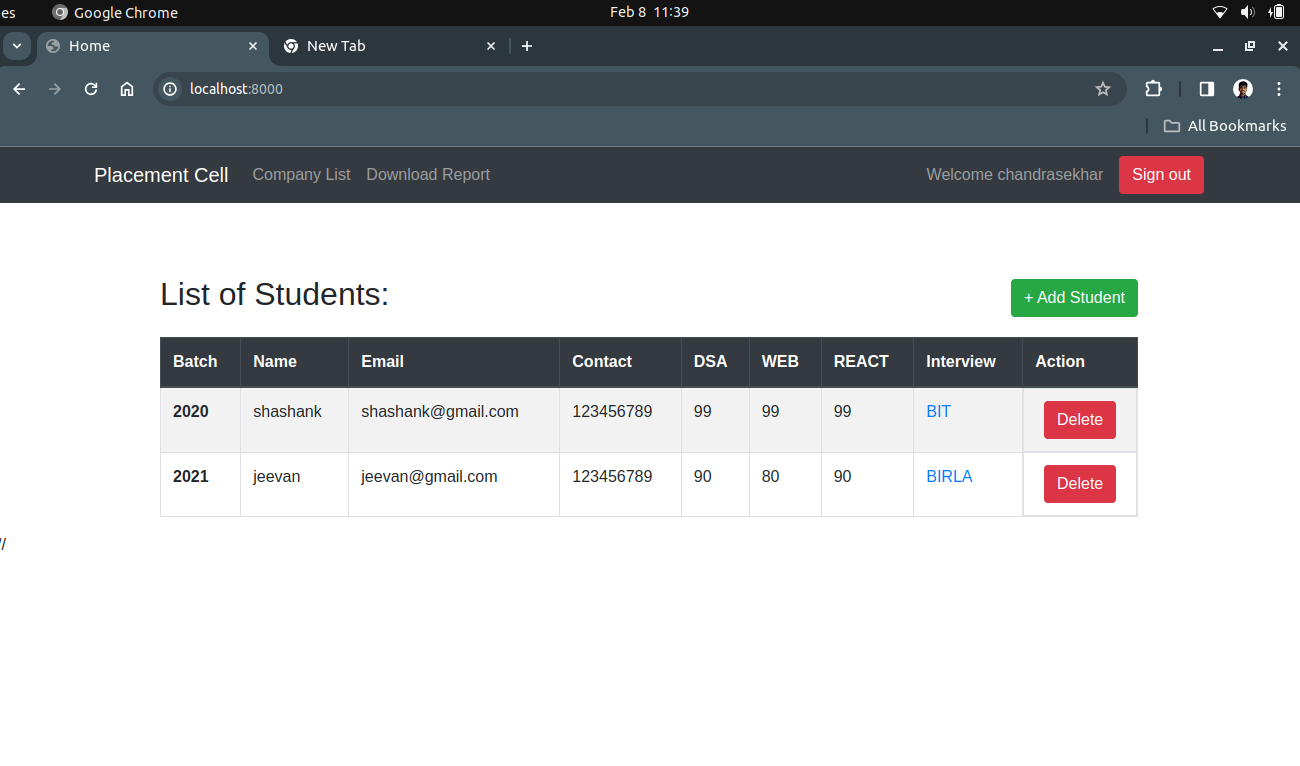 es Google Chrome Feb 8 11:39
Home New Tab
localhost:8000
All Bookmarks
Placement Cell Company List Download Report Welcome chandrasekhar Sign out
List of Students: + Add Student
Batch Name Email Contact DSA WEB REACT Interview Action
2020 shashank shashank@gmail.com 123456789 99 99 99 BIT Delete
2021 jeevan jeevan@gmail.com 123456789 90 80 90 BIRLA Delete
//